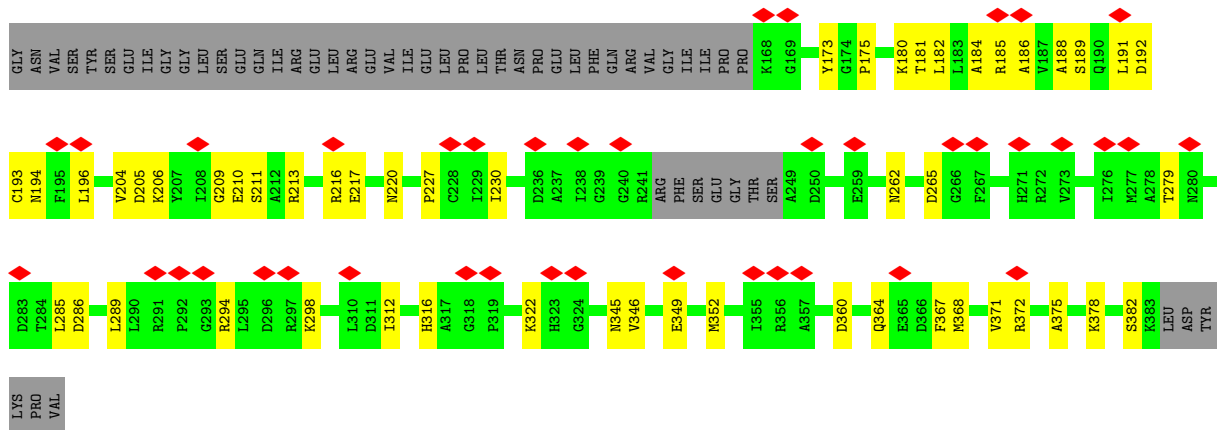 GLY ASN VAL SER TYR SER GLU ILE GLY GLY LEU SER GLU GLN ILE ARG GLU LEU ARG GLU VAL ILE GLU LEU PRO LEU THR ASN PRO GLU LEU PHE GLN ARG VAL GLY ILE ILE PRO PRO K168 G169 Y173 G174 P175 K180 T181 L182 L183 A184 R185 A186 V187 A188 S189 Q190 L191 D192
C193 N194 F195 L196 V204 D205 K206 Y207 I208 G209 E210 S211 A212 R213 R216 E217 N220 P227 C228 I229 I230 D236 A237 I238 G239 G240 R241 ARG PHE SER GLU GLY THR SER A249 D250 E259 N262 D265 G266 F267 H271 R272 V273 I276 M277 A278 T279 N280
D283 T284 L285 D286 L289 L290 R291 P292 G293 R294 L295 D296 R297 K298 L310 D311 I312 H316 A317 G318 P319 K322 H323 G324 N345 V346 E349 M352 I355 R356 A357 D360 Q364 E365 D366 F367 M368 V371 R372 A375 K378 S382 K383 LEU ASP TYR
LYS PRO VAL